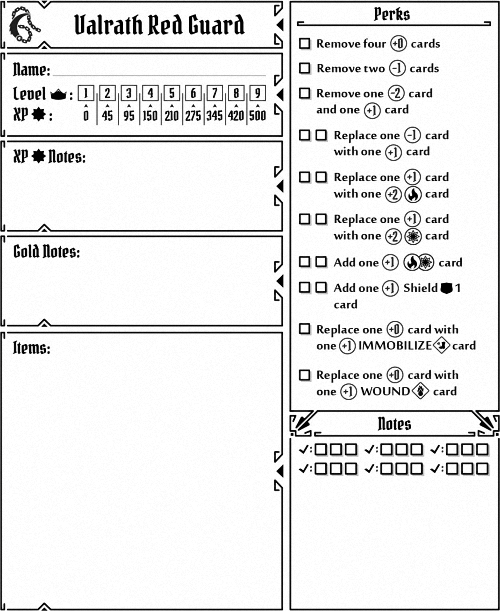 Valrath Red Guard
Name:
Level :
1 2 3 4 5 6 7 8 9
XP :
0 45 95 150 210 275 345 420 500
XP Notes:
Gold Notes:
Items:
Perks
Remove four +0 cards
Remove two -1 cards
Remove one -2 card
and one +1 card
Replace one -1 card
with one +1 card
Replace one +1 card
with one +2 card
Replace one +1 card
with one +2 card
Add one +1 card
Add one +1 Shield 1
card
Replace one +0 card with
one +1 IMMOBILIZE card
Replace one +0 card with
one +1 WOUND card
Notes
✓: ✓: ✓:
✓: ✓: ✓: